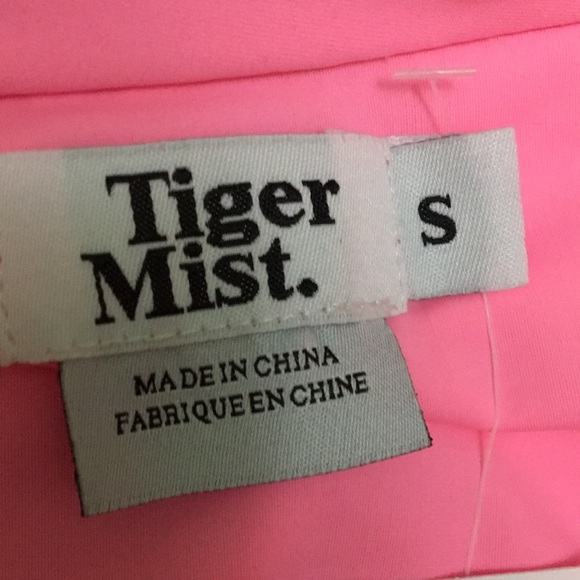 Tiger
Mist.
S
MADE IN CHINA
FABRIQUE EN CHINE